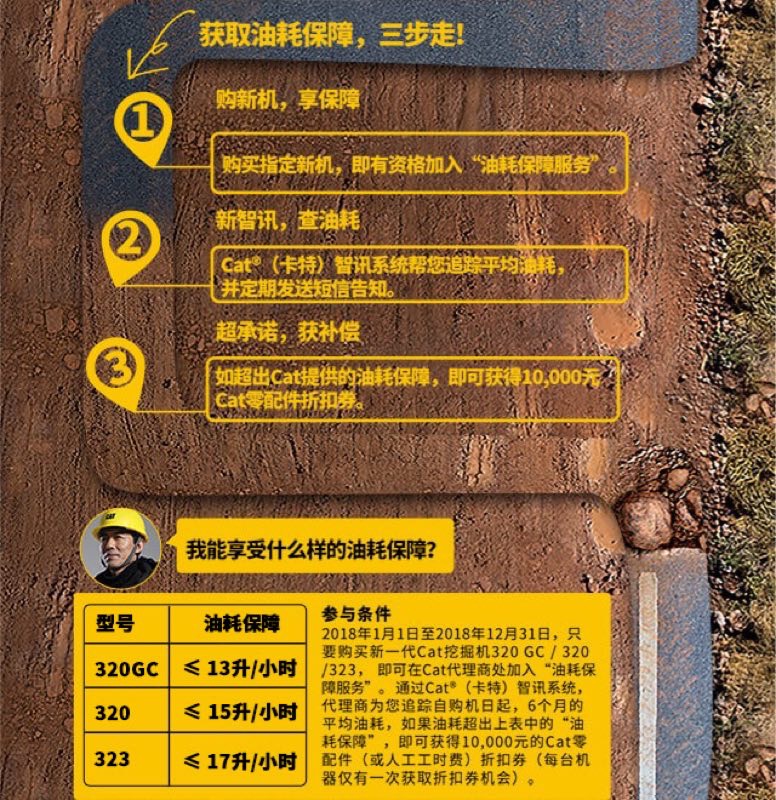 获取油耗保障，三步走！
1
购新机，享保障
购买指定新机，即有资格加入“油耗保障服务”。
2
新智讯，查油耗
Cat®（卡特）智讯系统帮您追踪平均油耗，
并定期发送短信告知。
3
超承诺，获补偿
如超出Cat提供的油耗保障，即可获得10,000元
Cat零配件折扣券。
CAT
我能享受什么样的油耗保障？
型号 油耗保障
320GC ≤ 13升/小时
320 ≤ 15升/小时
323 ≤ 17升/小时
参与条件
2018年1月1日至2018年12月31日，只
要购买新一代Cat挖掘机320 GC / 320
/323， 即可在Cat代理商处加入“油耗保
障服务”。通过Cat®（卡特）智讯系统，
代理商为您追踪自购机日起，6个月的
平均油耗，如果油耗超出上表中的“油
耗保障”，即可获得10,000元的Cat零
配件（或人工工时费）折扣券（每台机
器仅有一次获取折扣券机会）。